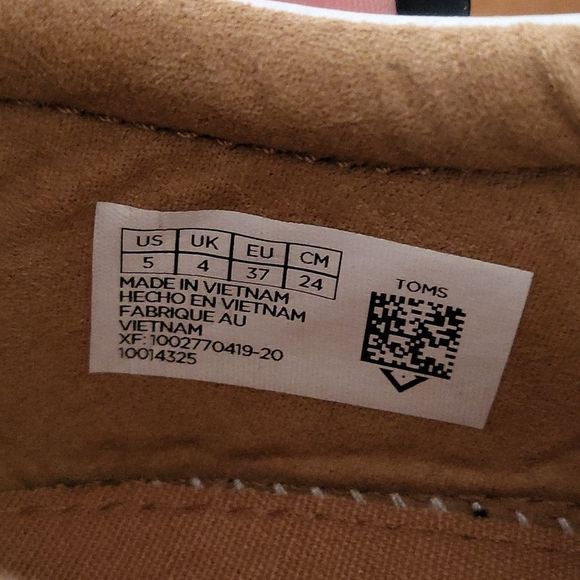 US UK EU CM
5 4 37 24
MADE IN VIETNAM
HECHO EN VIETNAM
FABRIQUE AU
VIETNAM
XF: 1002770419-20
10014325
TOMS